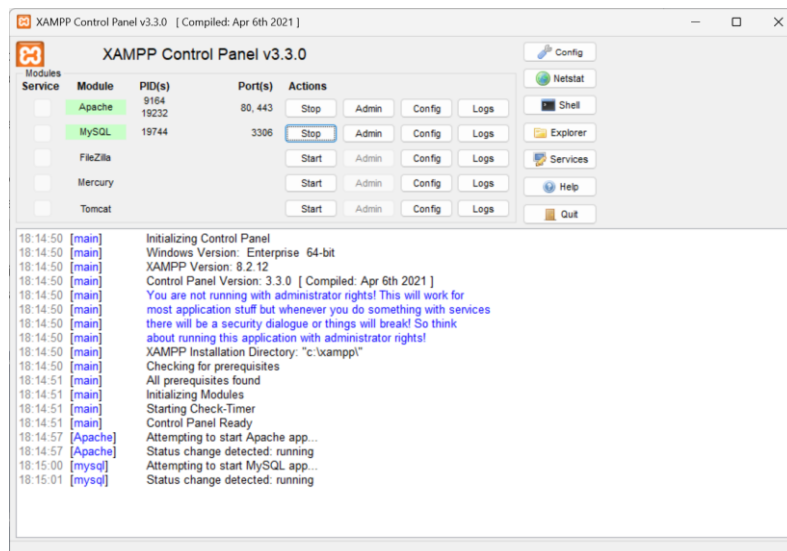 XAMPP Control Panel v3.3.0 [ Compiled: Apr 6th 2021 ]
XAMPP Control Panel v3.3.0
Config
Netstat
Shell
Explorer
Services
Help
Quit
Modules
Service Module PID(s) Port(s) Actions
Apache 9164 19232 80, 443 Stop Admin Config Logs
MySQL 19744 3306 Stop Admin Config Logs
FileZilla Start Admin Config Logs
Mercury Start Admin Config Logs
Tomcat Start Admin Config Logs
18:14:50 [main] Initializing Control Panel
18:14:50 [main] Windows Version: Enterprise 64-bit
18:14:50 [main] XAMPP Version: 8.2.12
18:14:50 [main] Control Panel Version: 3.3.0 [ Compiled: Apr 6th 2021 ]
18:14:50 [main] You are not running with administrator rights! This will work for
18:14:50 [main] most application stuff but whenever you do something with services
18:14:50 [main] there will be a security dialogue or things will break! So think
18:14:50 [main] about running this application with administrator rights!
18:14:50 [main] XAMPP Installation Directory: "c:\xampp\"
18:14:50 [main] Checking for prerequisites
18:14:51 [main] All prerequisites found
18:14:51 [main] Initializing Modules
18:14:51 [main] Starting Check-Timer
18:14:51 [main] Control Panel Ready
18:14:57 [Apache] Attempting to start Apache app...
18:14:57 [Apache] Status change detected: running
18:15:00 [mysql] Attempting to start MySQL app...
18:15:01 [mysql] Status change detected: running